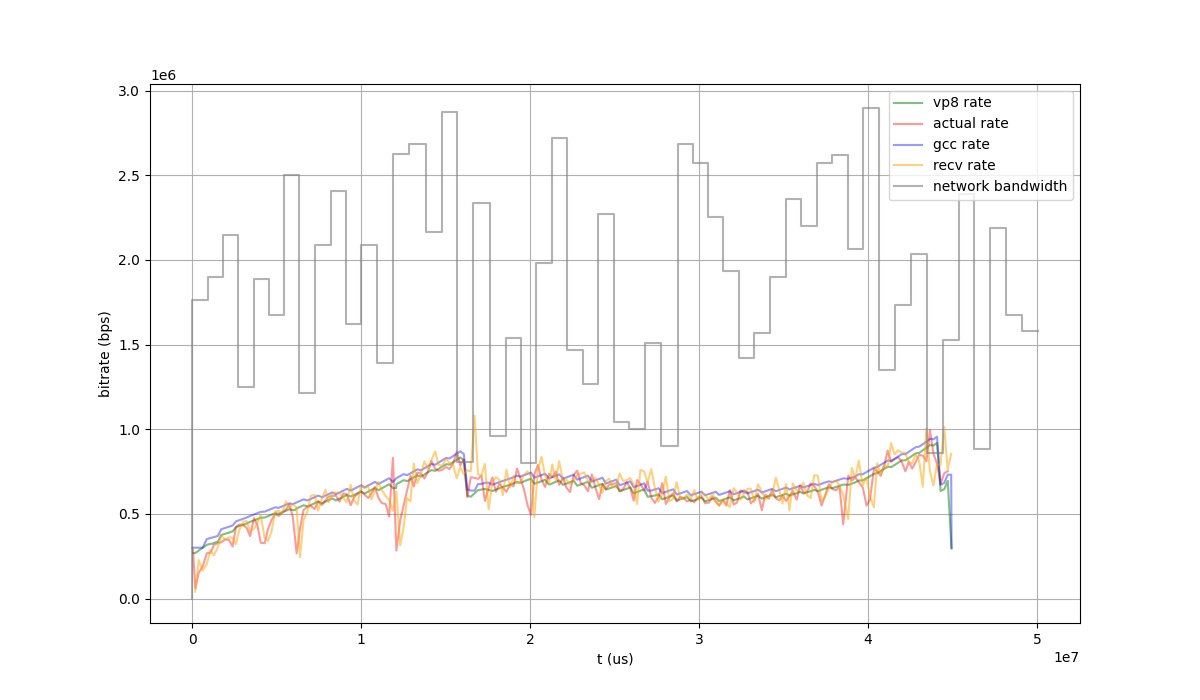 1e6
3.0
2.5
2.0
1.5
1.0
0.5
0.0
bitrate (bps)
vp8 rate
actual rate
gcc rate
recv rate
network bandwidth
0 1 2 3 4 5
t (us)
1e7